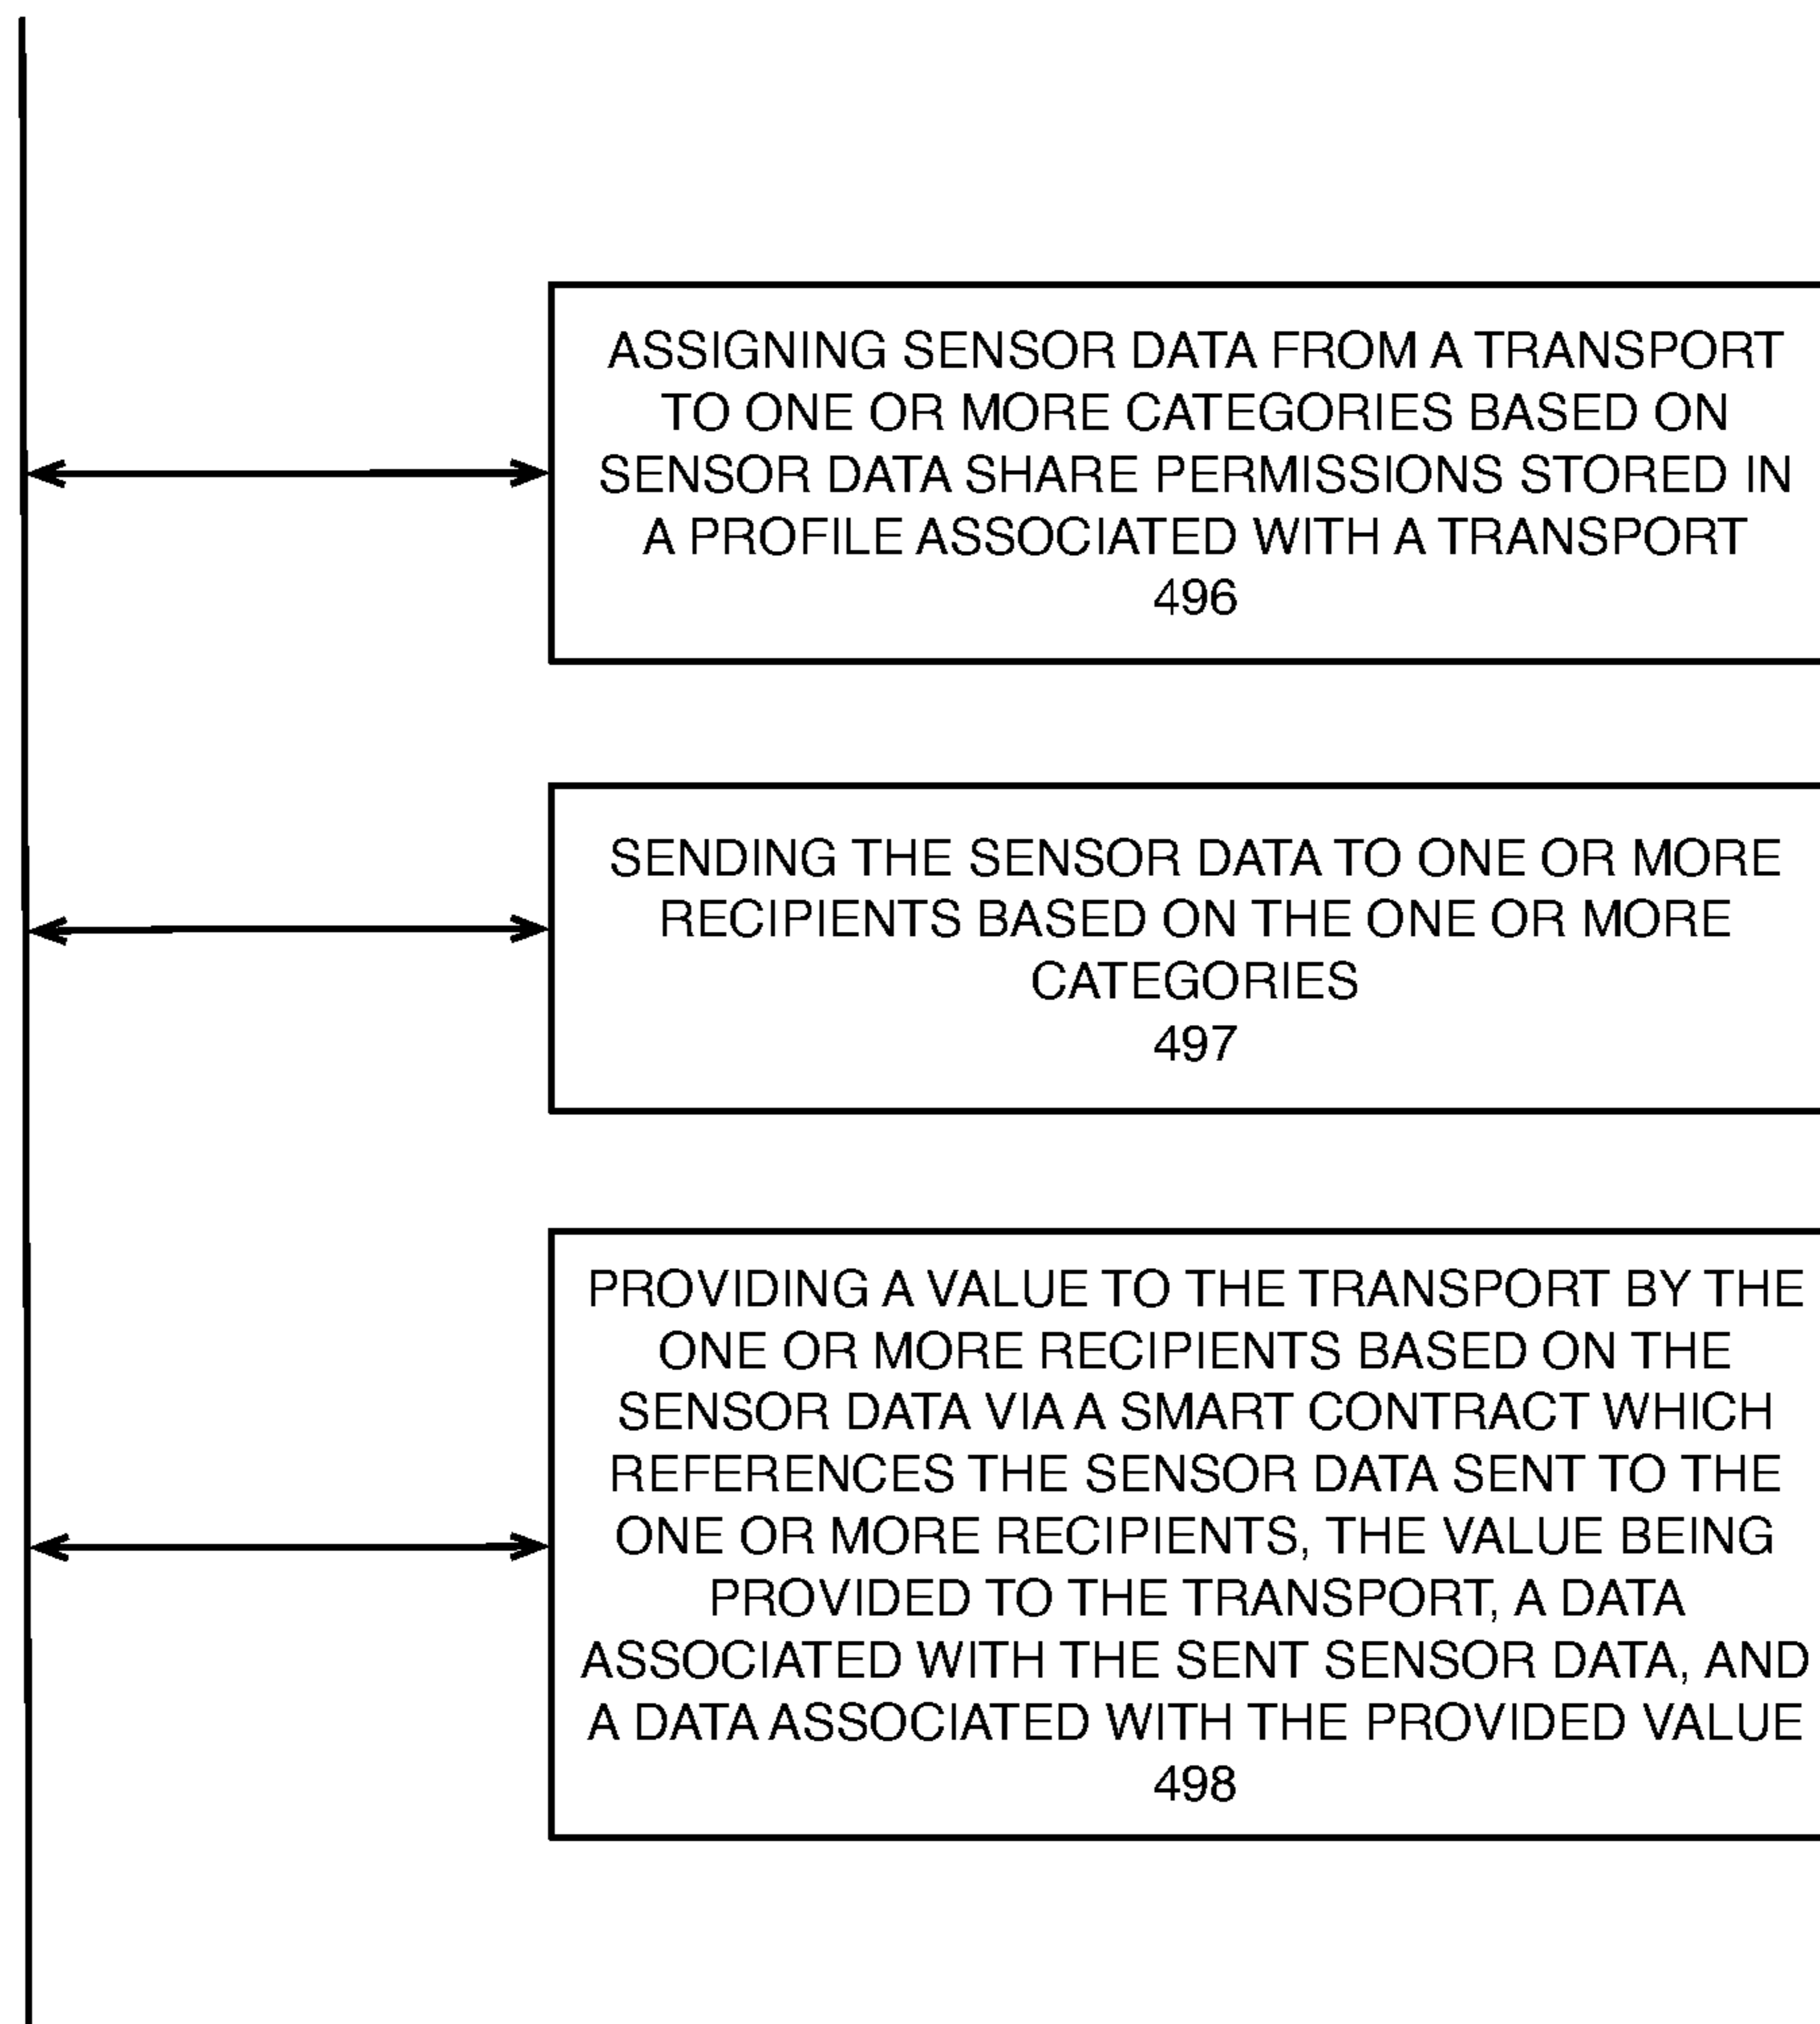 ASSIGNING SENSOR DATA FROM A TRANSPORT
TO ONE OR MORE CATEGORIES BASED ON
SENSOR DATA SHARE PERMISSIONS STORED IN
A PROFILE ASSOCIATED WITH A TRANSPORT
496
SENDING THE SENSOR DATA TO ONE OR MORE
RECIPIENTS BASED ON THE ONE OR MORE
CATEGORIES
497
PROVIDING A VALUE TO THE TRANSPORT BY THE
ONE OR MORE RECIPIENTS BASED ON THE
SENSOR DATA VIA A SMART CONTRACT WHICH
REFERENCES THE SENSOR DATA SENT TO THE
ONE OR MORE RECIPIENTS, THE VALUE BEING
PROVIDED TO THE TRANSPORT, A DATA
ASSOCIATED WITH THE SENT SENSOR DATA, AND
A DATA ASSOCIATED WITH THE PROVIDED VALUE
498